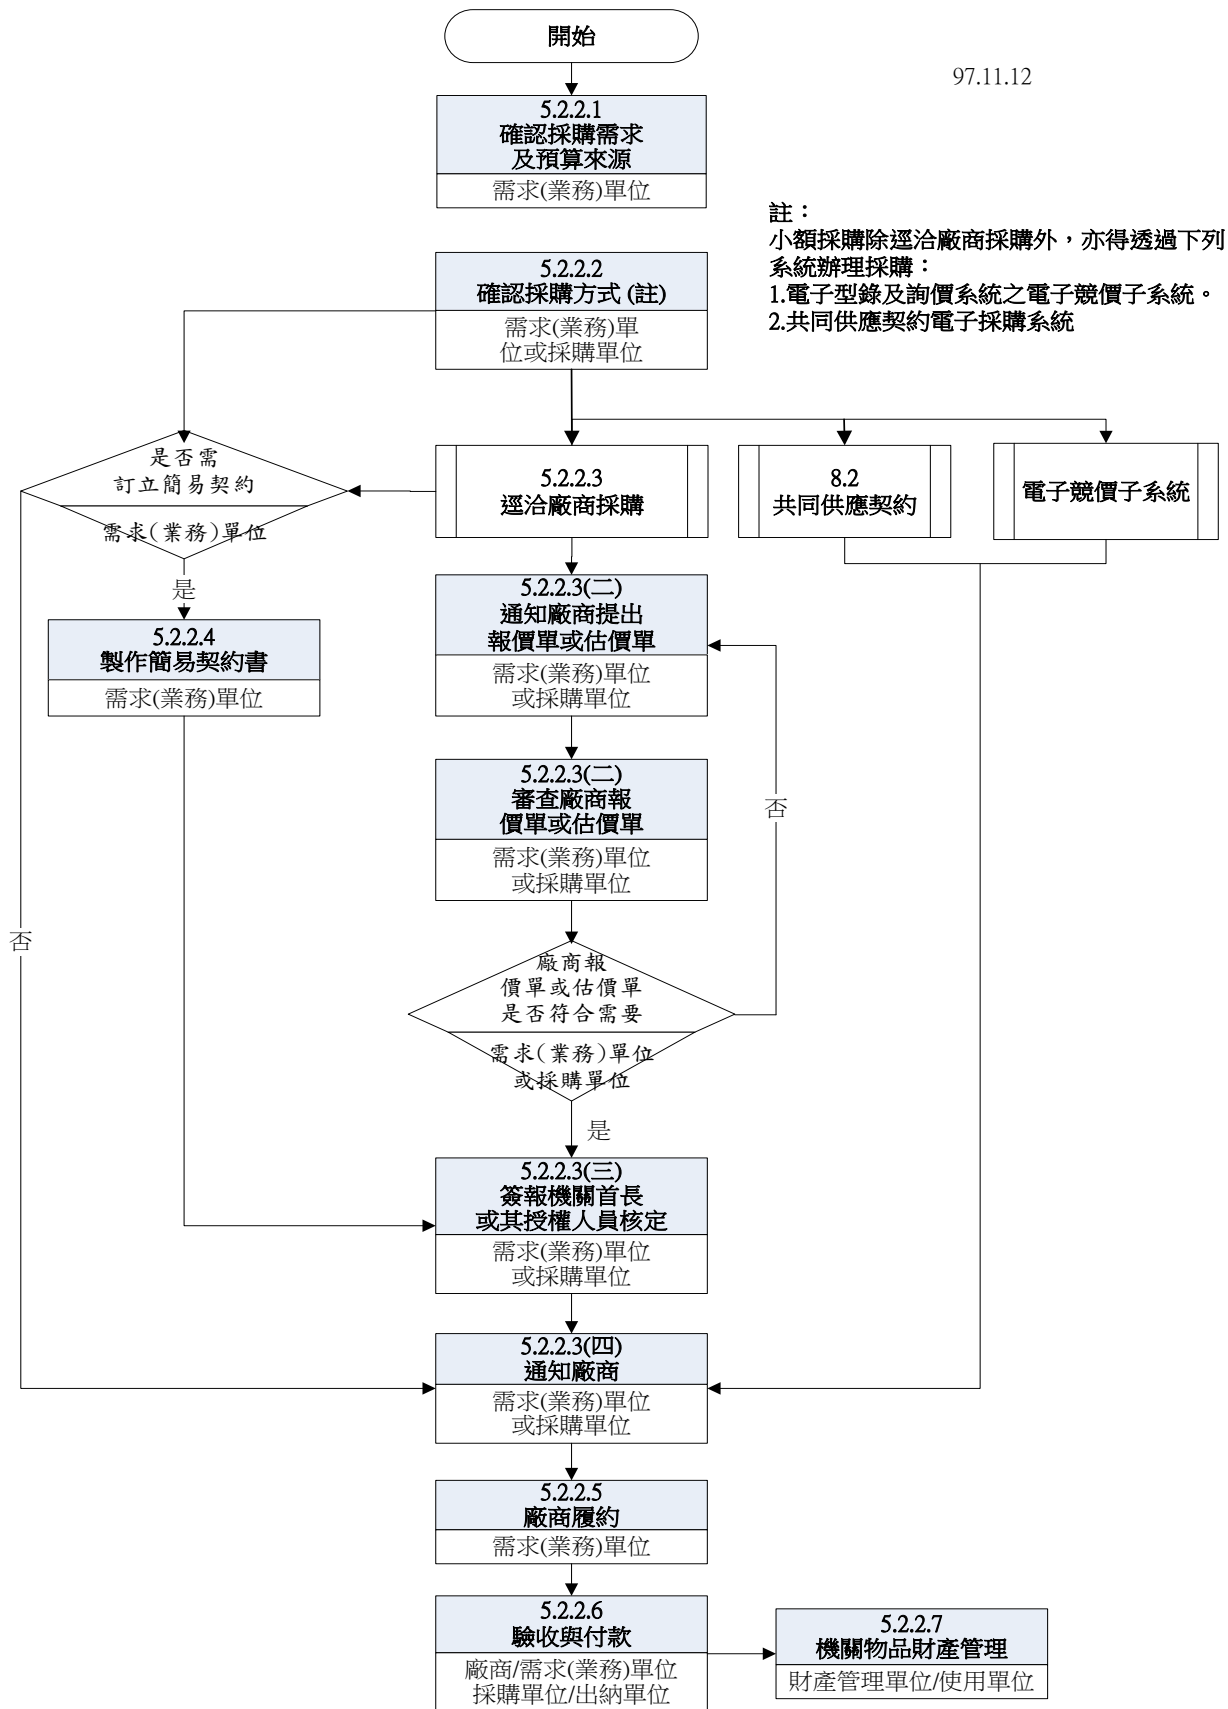 開始
97.11.12
5.2.2.1
確認採購需求
及預算來源
需求(業務)單位
註：
小額採購除逕洽廠商採購外，亦得透過下列
系統辦理採購：
1.電子型錄及詢價系統之電子競價子系統。
2.共同供應契約電子採購系統
5.2.2.2
確認採購方式 (註)
需求(業務)單
位或採購單位
是否需
訂立簡易契約
需求(業務)單位
5.2.2.3
逕洽廠商採購
8.2
共同供應契約
電子競價子系統
是
5.2.2.4
製作簡易契約書
需求(業務)單位
5.2.2.3(二)
通知廠商提出
報價單或估價單
需求(業務)單位
或採購單位
5.2.2.3(二)
審查廠商報
價單或估價單
需求(業務)單位
或採購單位
否
否
廠商報
價單或估價單
是否符合需要
需求(業務)單位
或採購單位
是
5.2.2.3(三)
簽報機關首長
或其授權人員核定
需求(業務)單位
或採購單位
5.2.2.3(四)
通知廠商
需求(業務)單位
或採購單位
5.2.2.5
廠商履約
需求(業務)單位
5.2.2.6
驗收與付款
廠商/需求(業務)單位
採購單位/出納單位
5.2.2.7
機關物品財產管理
財產管理單位/使用單位